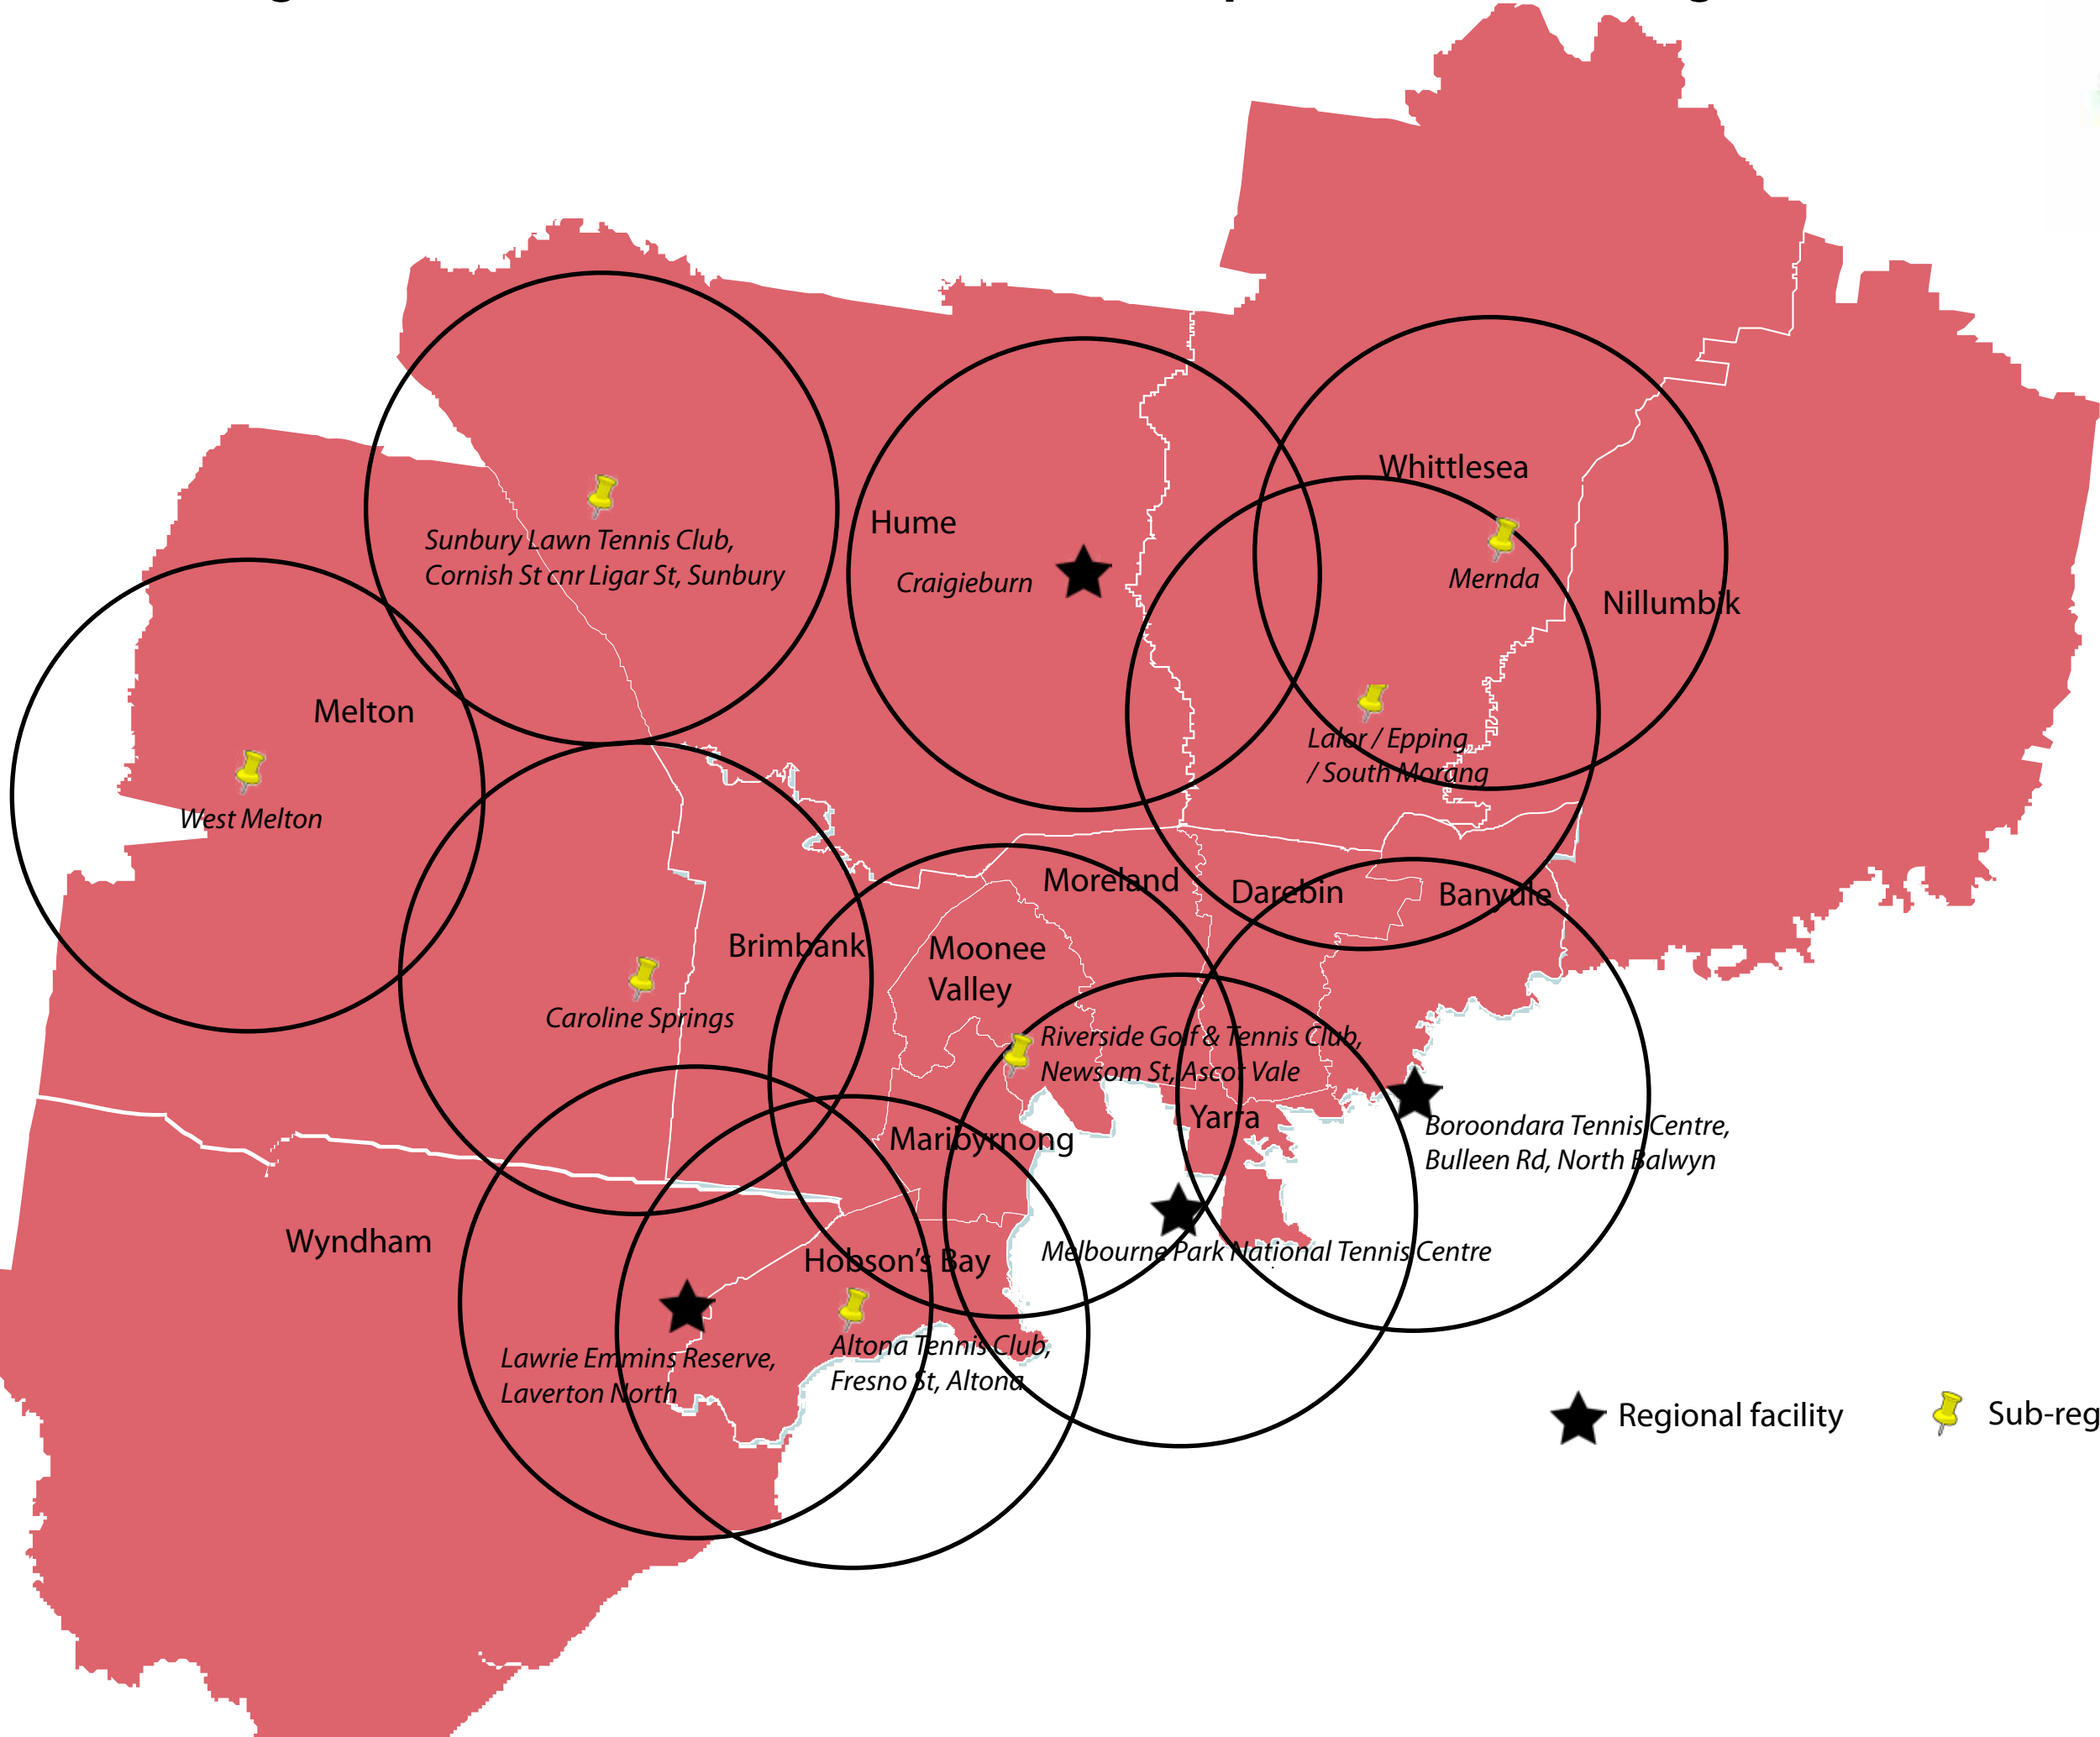 Whittlesea
Hume
Sunbury Lawn Tennis Club,
Cornish St cnr Ligar St, Sunbury
Craigieburn
Mernda
Nillumbik
Melton
Lalor / Epping
/ South Morang
West Melton
Moreland
Darebin
Banyule
Brimbank
Moonee
Valley
Caroline Springs
Riverside Golf & Tennis Club,
Newsom St, Ascot Vale
Yarra
Boroondara Tennis Centre,
Bulleen Rd, North Balwyn
Maribyrnong
Wyndham
Hobson's Bay
Melbourne Park National Tennis Centre
Lawrie Emmins Reserve,
Laverton North
Altona Tennis Club,
Fresno St, Altona
Regional facility
Sub-reg